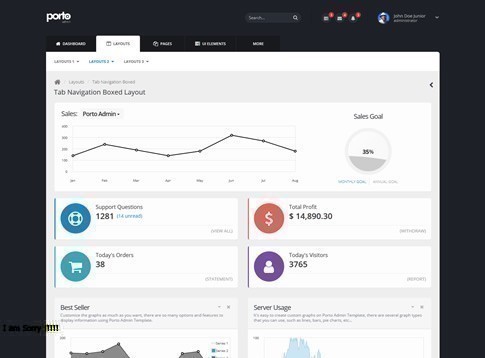 porto
Search...
John Doe Junior
administrator
DASHBOARD
LAYOUTS
PAGES
UI ELEMENTS
MORE
LAYOUTS 1
LAYOUTS 2
LAYOUTS 3
Layouts
Tab Navigation Boxed
Tab Navigation Boxed Layout
Sales: Porto Admin
Sales Goal
400
300
200
100
0
Jan Feb Mar Apr May Jun Jul Aug
35%
MONTHLY GOAL ANNUAL GOAL
Support Questions
1281 (14 unread)
(VIEW ALL)
Total Profit
$ 14,890.30
(WITHDRAW)
Today's Orders
38
(STATEMENT)
Today's Visitors
3765
(REPORT)
Best Seller
Customize the graphs as much as you want, there are so many options and features to
display information using Porto Admin Template.
Server Usage
It's easy to create custom graphs on Porto Admin Template, there are several graph types
that you can use, such as lines, bars, pie charts, etc...
I am Sorry !!!!!
Series 1
Series 2